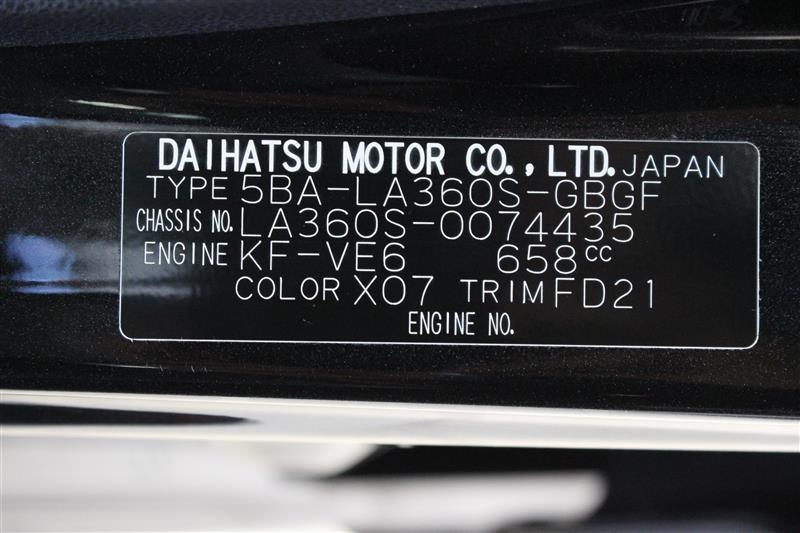 DAIHATSU MOTOR CO., LTD. JAPAN
TYPE 5BA-LA360S-GBGF
CHASSIS NO. LA360S-0074435
ENGINE KF-VE6 658cc
COLOR X07 TRIM FD21
ENGINE NO.